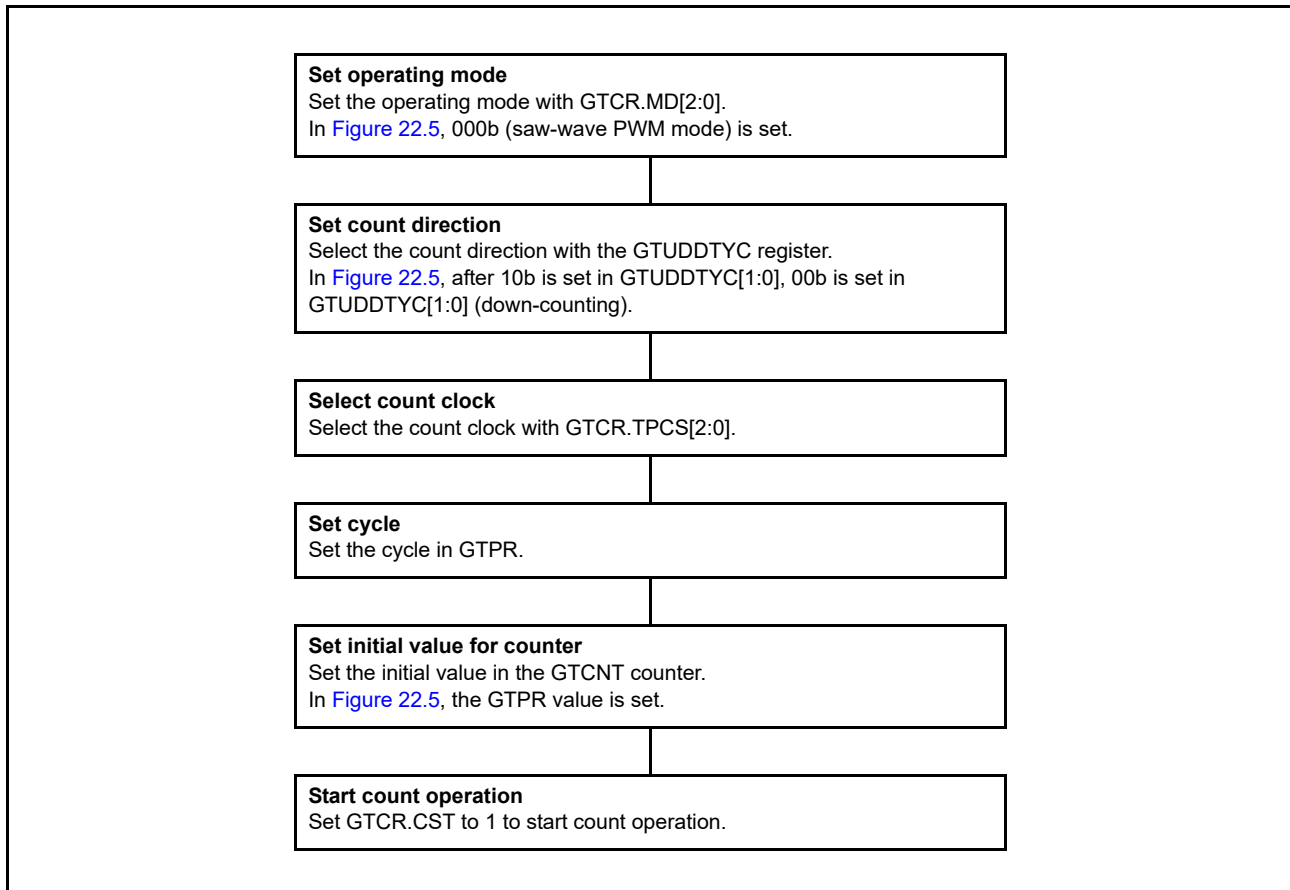 Set operating mode
Set the operating mode with GTCR.MD[2:0].
In Figure 22.5, 000b (saw-wave PWM mode) is set.
Set count direction
Select the count direction with the GTUDDTYC register.
In Figure 22.5, after 10b is set in GTUDDTYC[1:0], 00b is set in
GTUDDTYC[1:0] (down-counting).
Select count clock
Select the count clock with GTCR.TPCS[2:0].
Set cycle
Set the cycle in GTPR.
Set initial value for counter
Set the initial value in the GTCNT counter.
In Figure 22.5, the GTPR value is set.
Start count operation
Set GTCR.CST to 1 to start count operation.